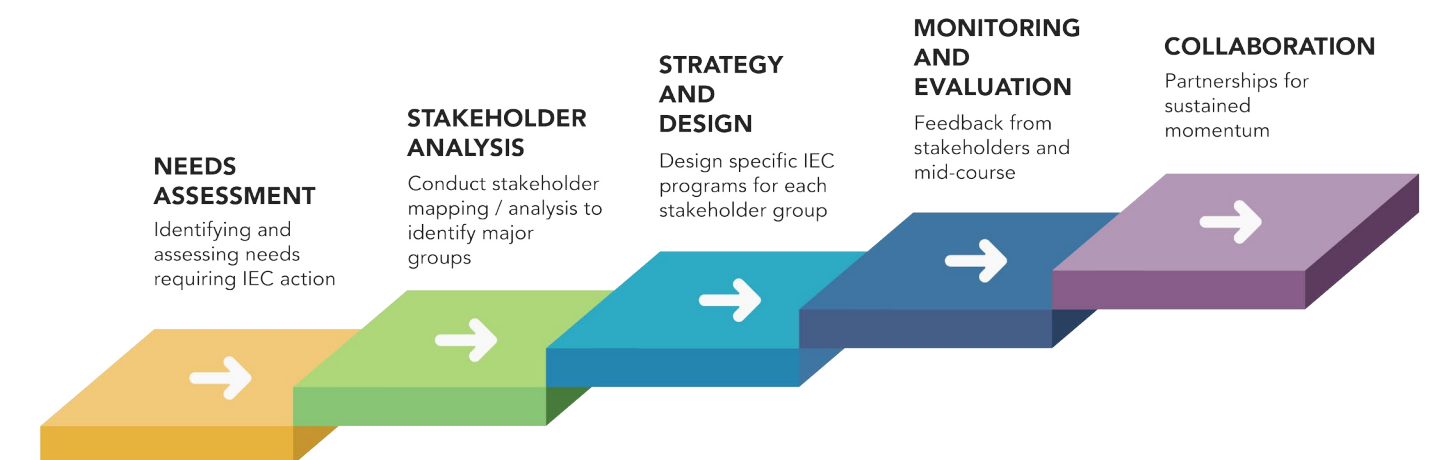 NEEDS
ASSESSMENT
Identifying and
assessing needs
requiring IEC action
STAKEHOLDER
ANALYSIS
Conduct stakeholder
mapping / analysis to
identify major
groups
STRATEGY
AND
DESIGN
Design specific IEC
programs for each
stakeholder group
MONITORING
AND
EVALUATION
Feedback from
stakeholders and
mid-course
COLLABORATION
Partnerships for
sustained
momentum